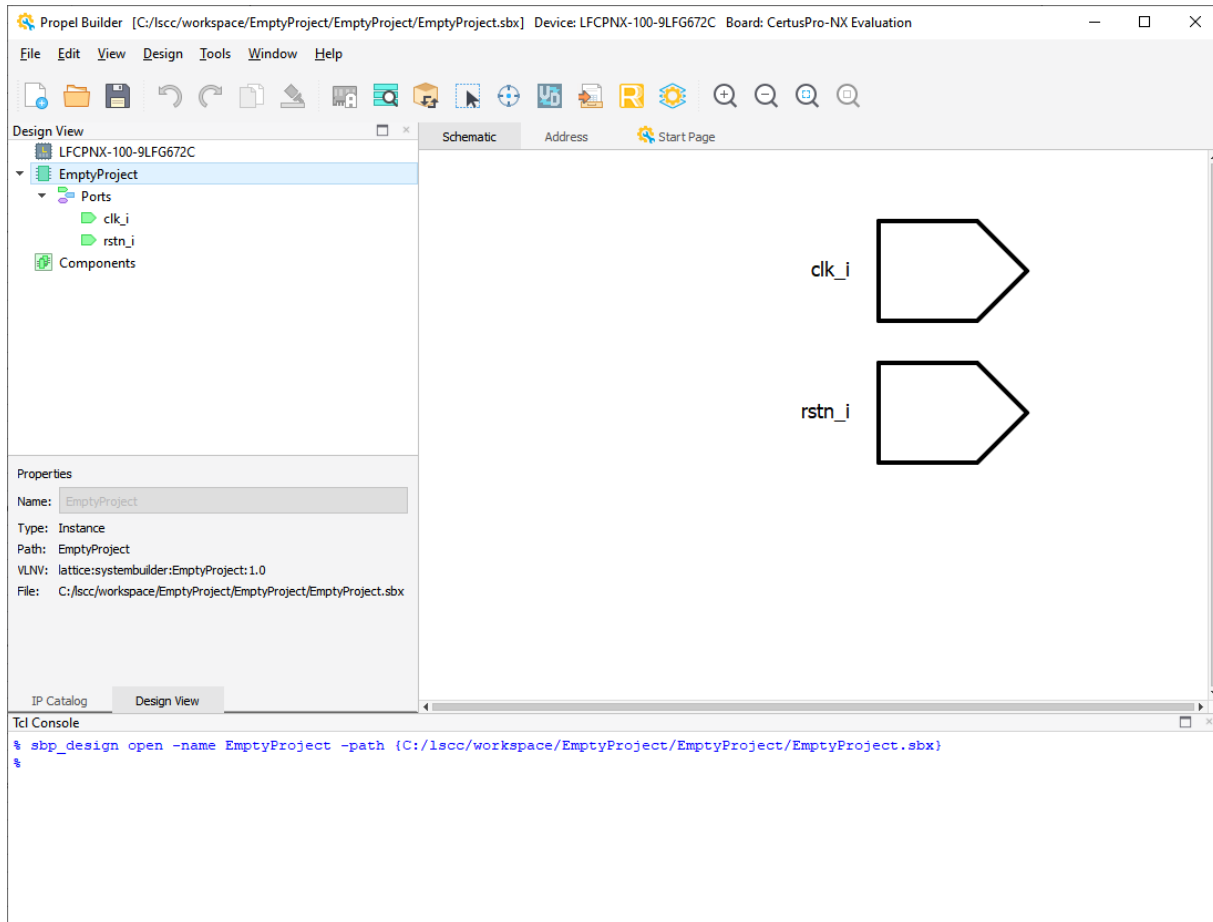 Propel Builder [C:/lscc/workspace/EmptyProject/EmptyProject/EmptyProject.sbx] Device: LFCPNX-100-9LFG672C Board: CertusPro-NX Evaluation
File Edit View Design Tools Window Help
Design View
Schematic Address Start Page
LFCPNX-100-9LFG672C
EmptyProject
Ports
clk_i
rstn_i
Components
clk_i
rstn_i
Properties
Name: EmptyProject
Type: Instance
Path: EmptyProject
VLNV: lattice:systembuilder:EmptyProject:1.0
File: C:/lscc/workspace/EmptyProject/EmptyProject/EmptyProject.sbx
IP Catalog Design View
Tcl Console
% sbp_design open -name EmptyProject -path {C:/lscc/workspace/EmptyProject/EmptyProject/EmptyProject.sbx}
%